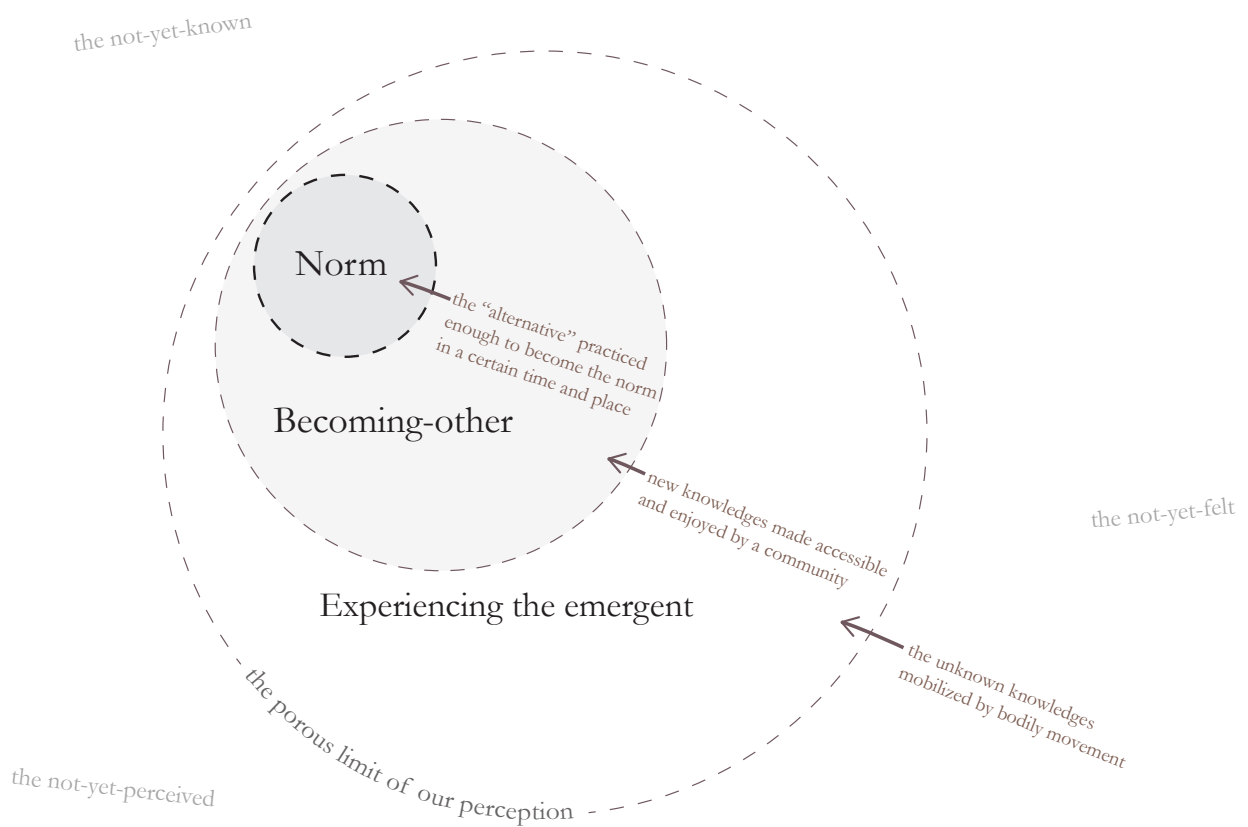 the not-yet-known
Norm
the “alternative” practiced
enough to become the norm
in a certain time and place
Becoming-other
new knowledges made accessible
and enjoyed by a community
the not-yet-felt
Experiencing the emergent
the unknown knowledges
mobilized by bodily movement
the porous limit of our perception
the not-yet-perceived